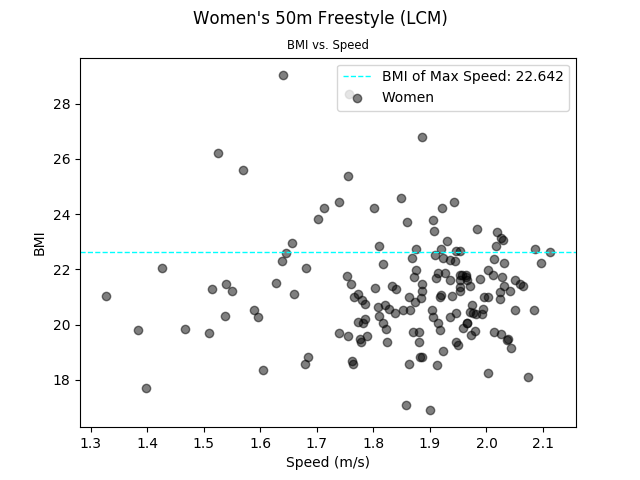 Women's 50m Freestyle (LCM)
BMI vs. Speed
BMI of Max Speed: 22.642
Women
28
26
24
22
20
18
BMI
1.3 1.4 1.5 1.6 1.7 1.8 1.9 2.0 2.1
Speed (m/s)